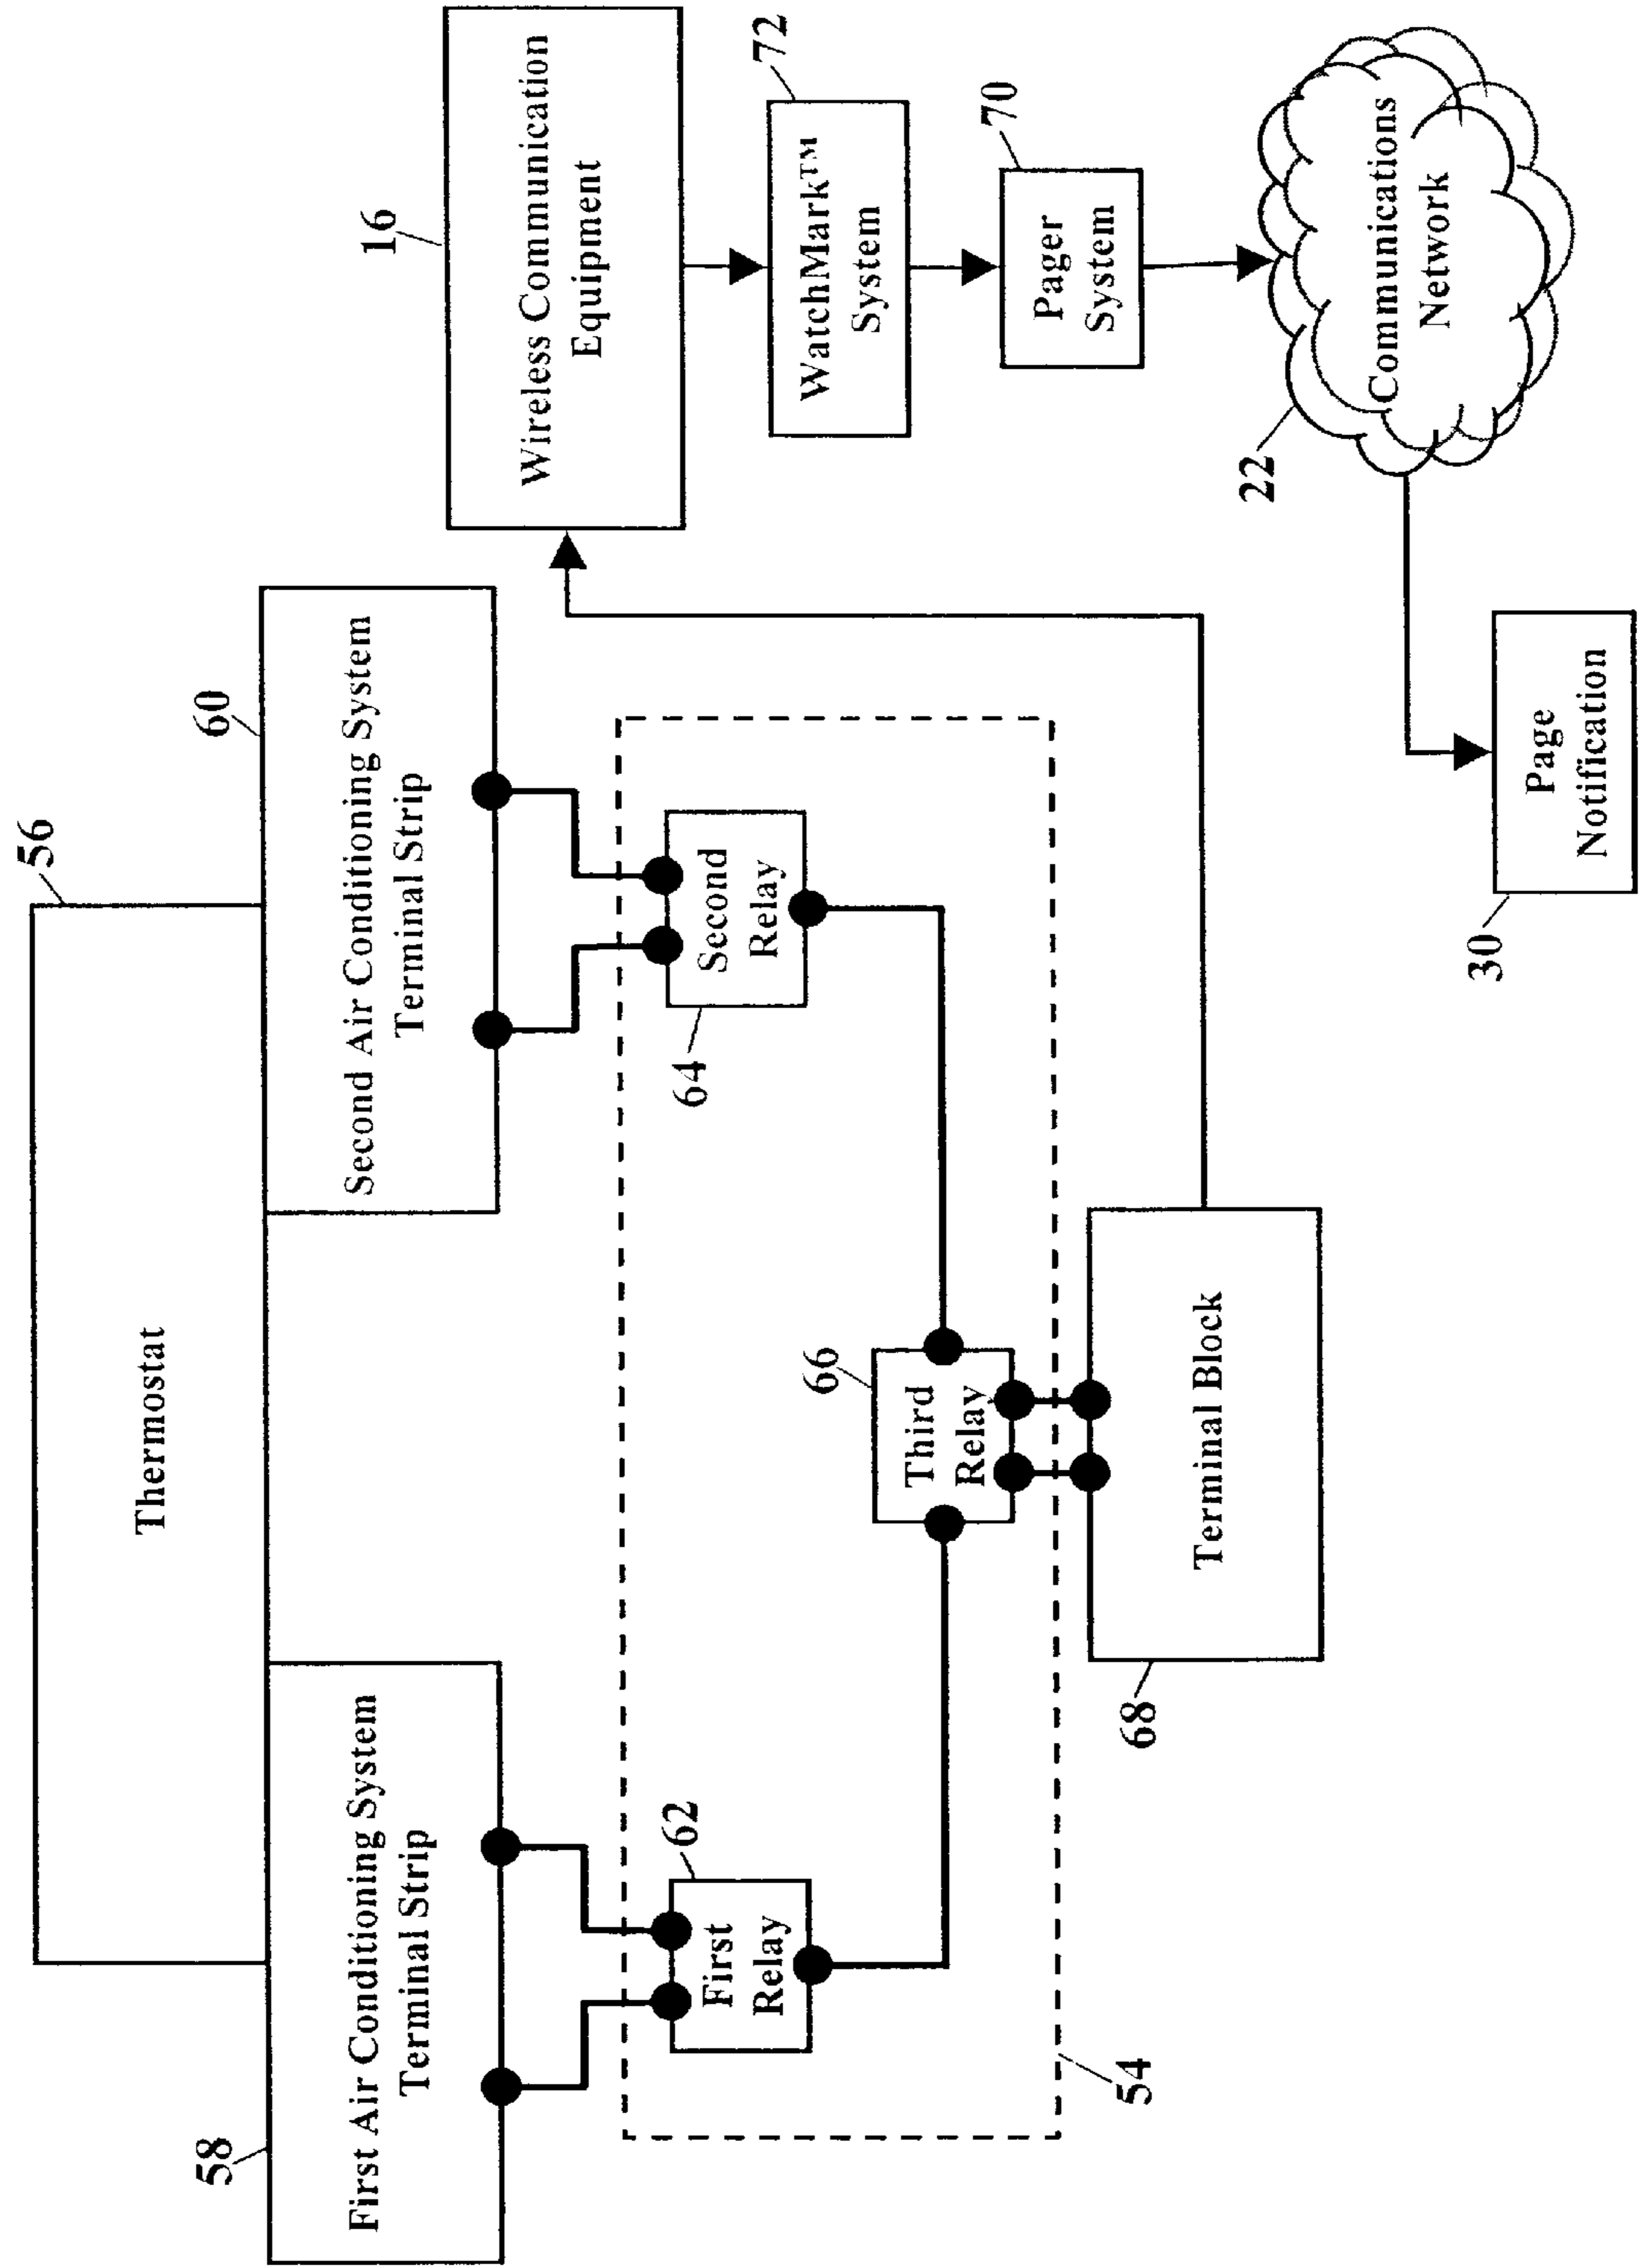 56
Thermostat
58
First Air Conditioning System
Terminal Strip
60
Second Air Conditioning System
Terminal Strip
16
Wireless Communication
Equipment
72
WatchMark™
System
62
First
Relay
64
Second
Relay
70
Pager
System
66
Third
Relay
54
22
Communications
Network
68
Terminal Block
30
Page
Notification